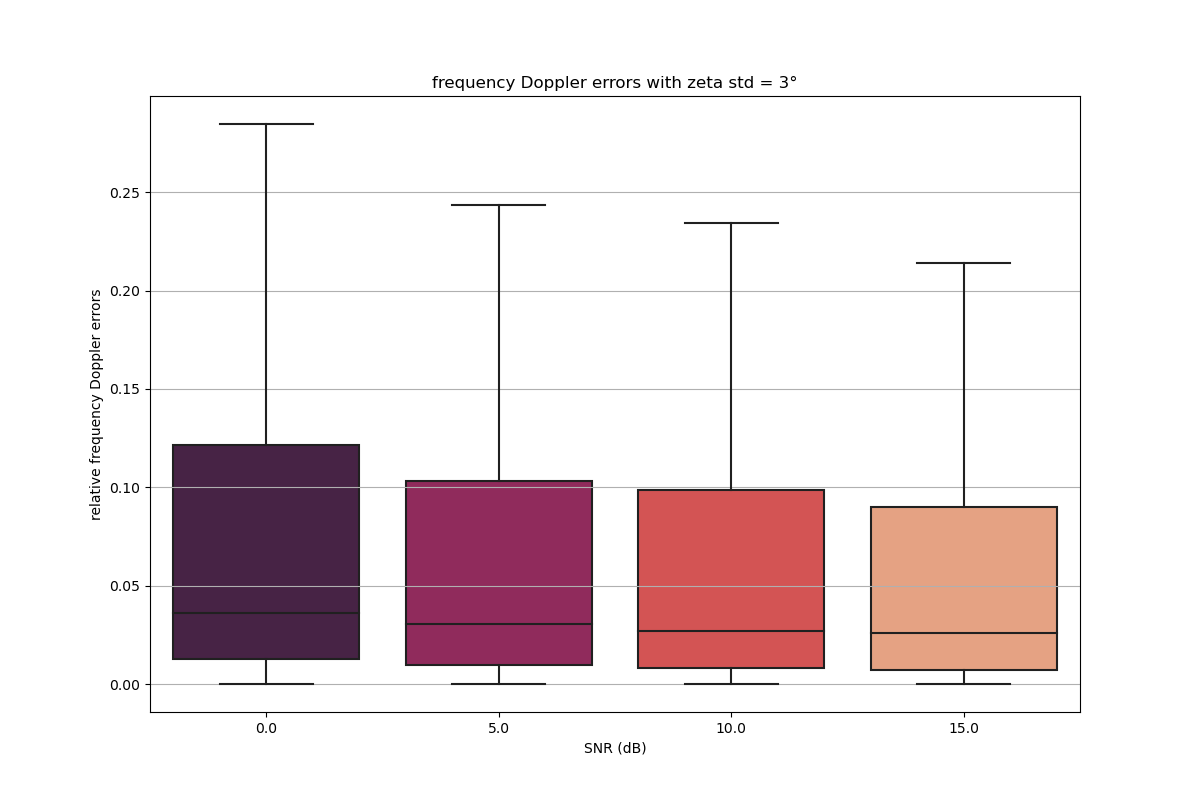 frequency Doppler errors with zeta std = 3°
relative frequency Doppler errors
0.25
0.20
0.15
0.10
0.05
0.00
0.0 5.0 10.0 15.0
SNR (dB)